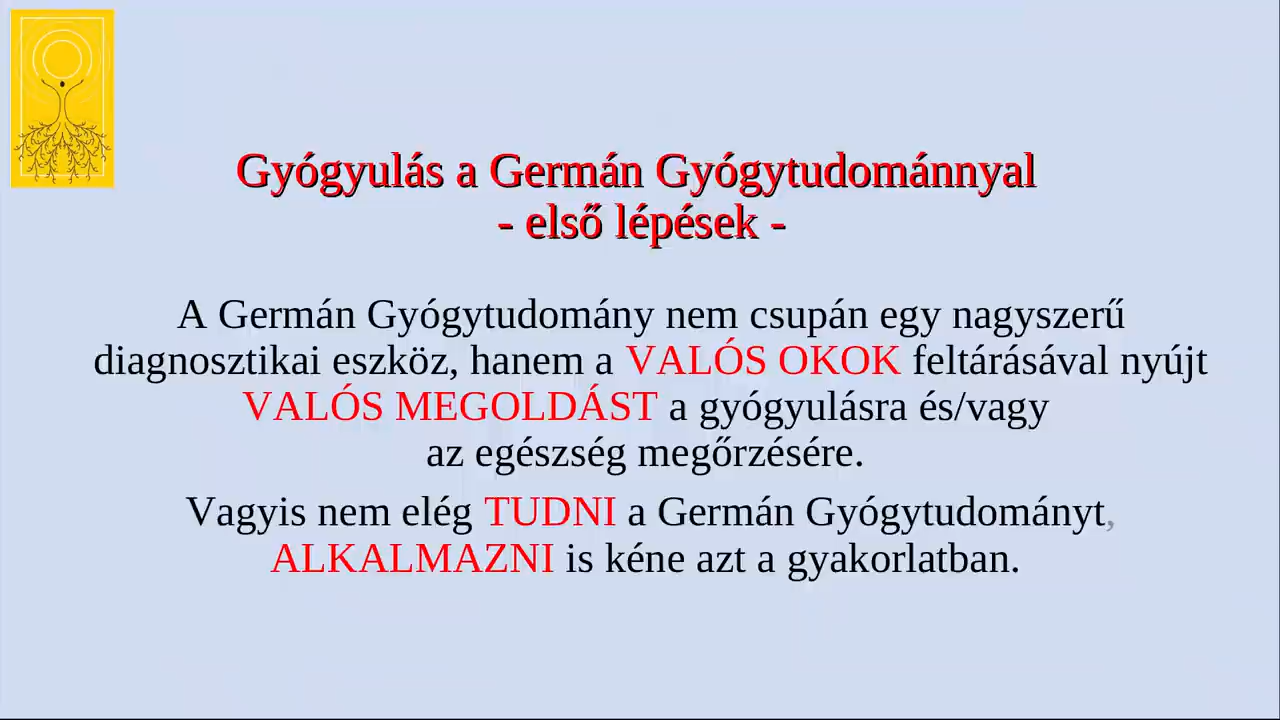 Gyógyulás a Germán Gyógytudománnyal
- első lépések -
A Germán Gyógytudomány nem csupán egy nagyszerű
diagnosztikai eszköz, hanem a VALÓS OKOK feltárásával nyújt
VALÓS MEGOLDÁST a gyógyulásra és/vagy
az egészség megőrzésére.
Vagyis nem elég TUDNI a Germán Gyógytudományt,
ALKALMAZNI is kéne azt a gyakorlatban.